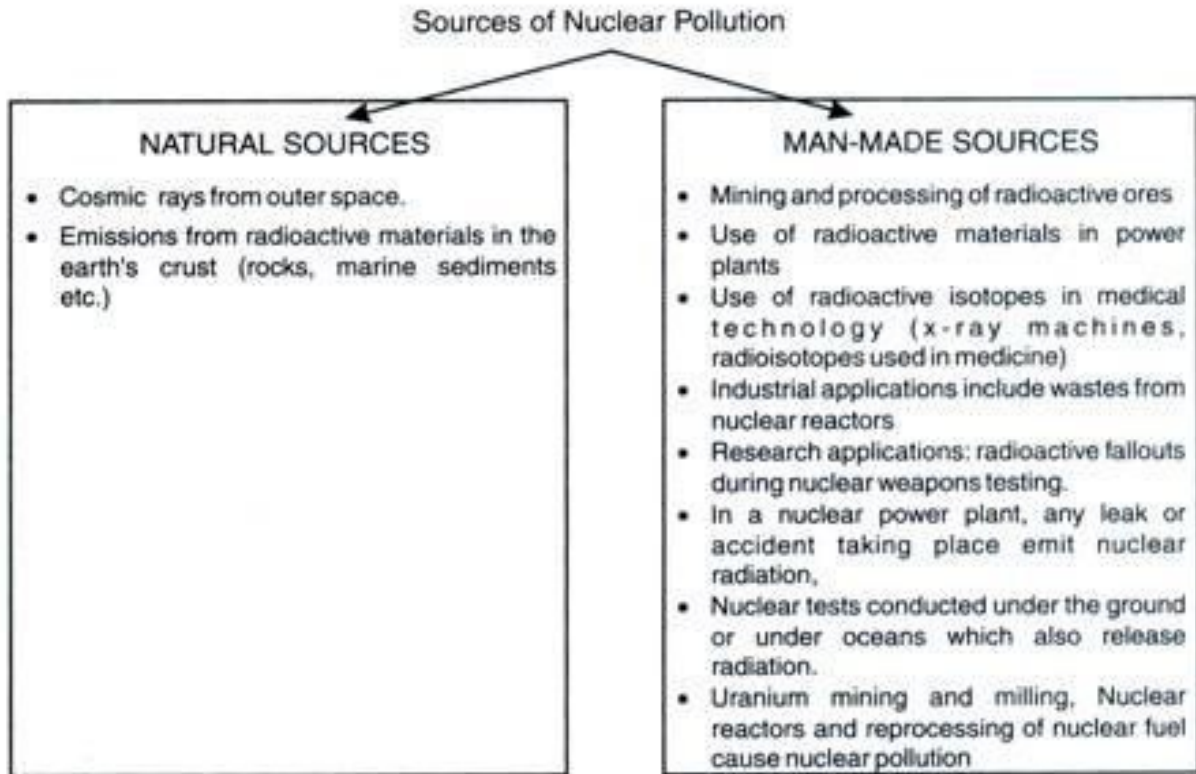 Sources of Nuclear Pollution
NATURAL SOURCES
• Cosmic rays from outer space.
• Emissions from radioactive materials in the
earth's crust (rocks, marine sediments
etc.)
MAN-MADE SOURCES
• Mining and processing of radioactive ores
• Use of radioactive materials in power
plants
• Use of radioactive isotopes in medical
technology (x-ray machines,
radioisotopes used in medicine)
• Industrial applications include wastes from
nuclear reactors
• Research applications: radioactive fallouts
during nuclear weapons testing.
• In a nuclear power plant, any leak or
accident taking place emit nuclear
radiation,
• Nuclear tests conducted under the ground
or under oceans which also release
radiation.
• Uranium mining and milling, Nuclear
reactors and reprocessing of nuclear fuel
cause nuclear pollution